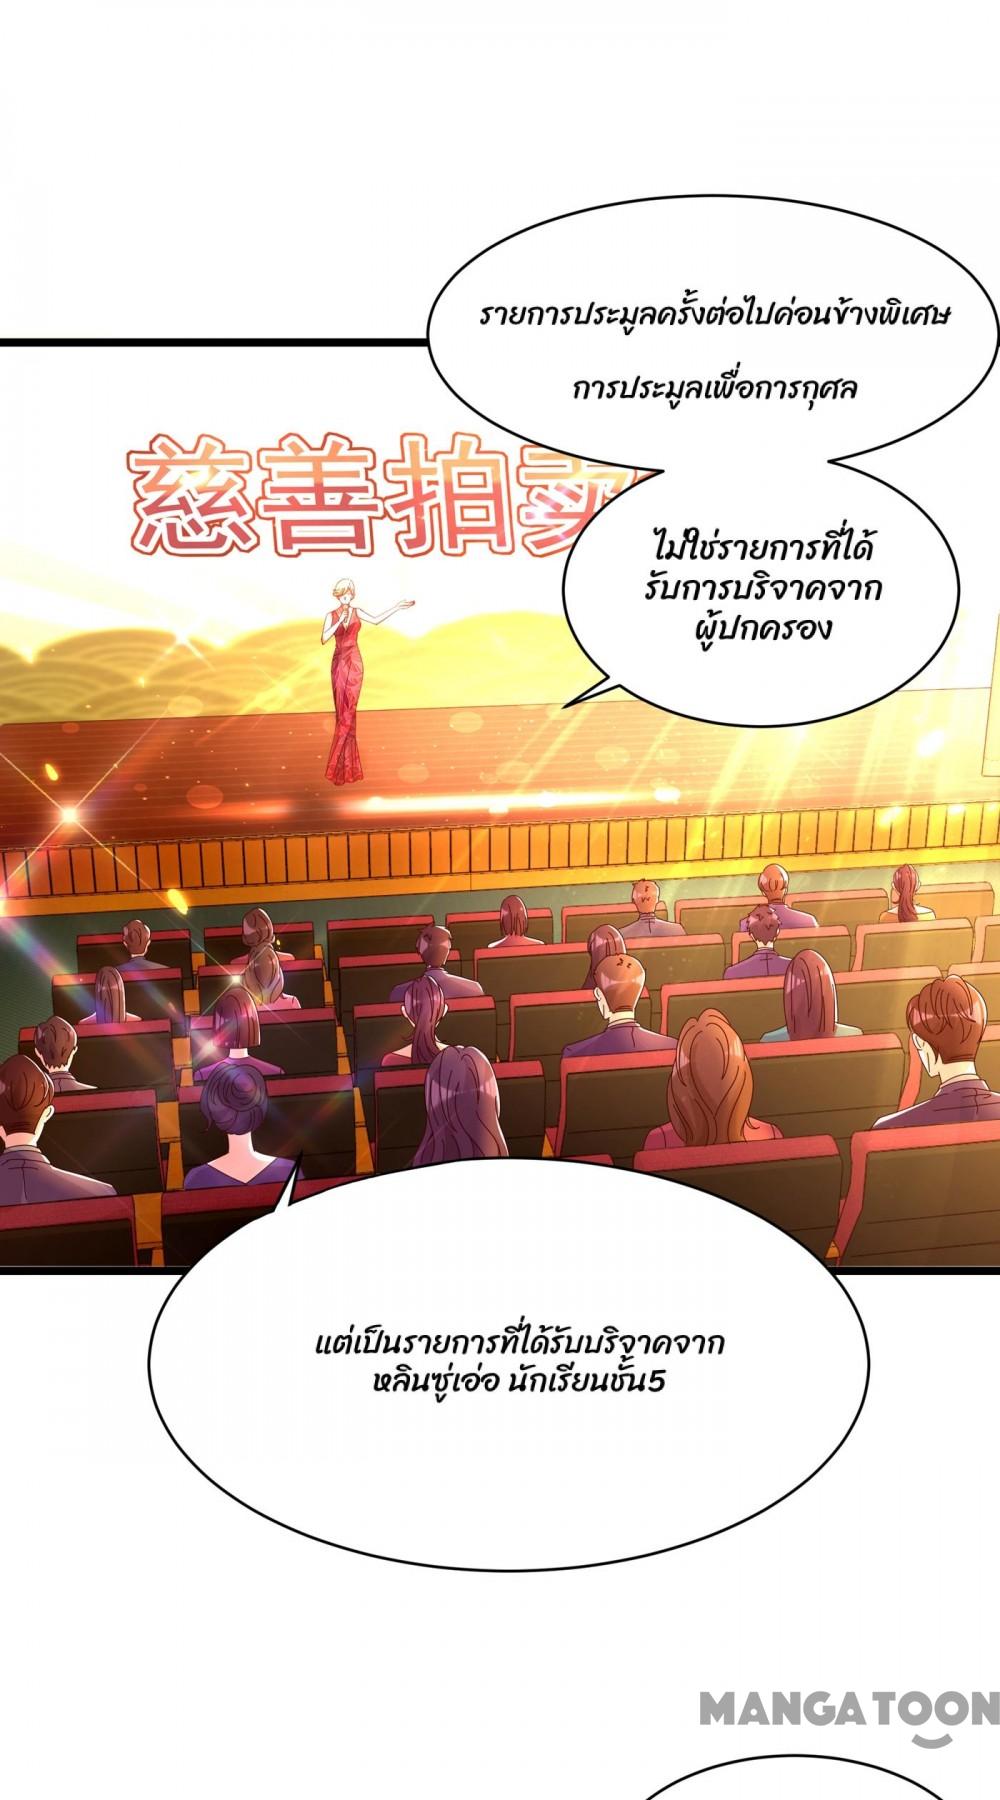 รายการประมูลครั้งต่อไปค่อนข้างพิเศษ
การประมูลเพื่อการกุศล
慈善拍卖
ไม่ใช่รายการที่ได้
รับการบริจาคจาก
ผู้ปกครอง
แต่เป็นรายการที่ได้รับบริจาคจาก
หลินซู่เอ่อ นักเรียนชั้น5
MANGATOON